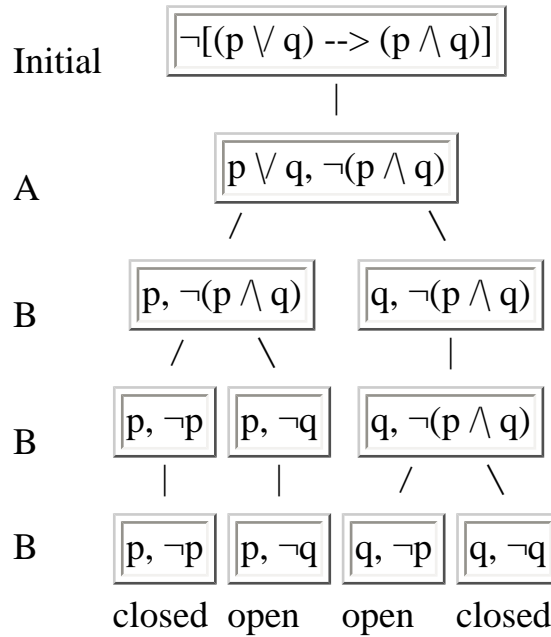 Initial ¬[(p \/ q) --> (p /\ q)]
A p \/ q, ¬(p /\ q)
B p, ¬(p /\ q) q, ¬(p /\ q)
B p, ¬p p, ¬q q, ¬(p /\ q)
B p, ¬p p, ¬q q, ¬p q, ¬q
closed open open closed